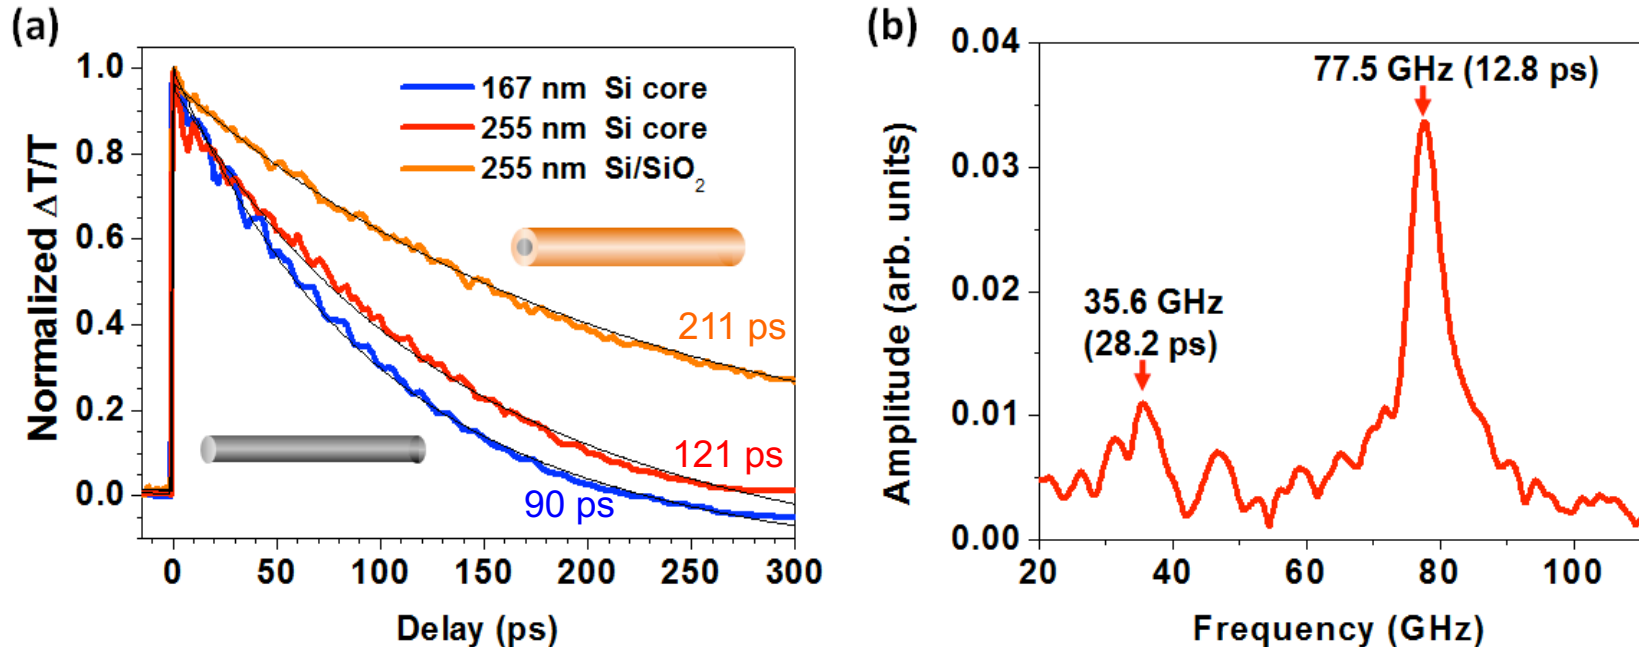 (a)
Normalized Δ T/T
1.0
0.8
0.6
0.4
0.2
0.0
167 nm Si core
255 nm Si core
255 nm Si/SiO₂
211 ps
121 ps
90 ps
0 50 100 150 200 250 300
Delay (ps)
(b)
Amplitude (arb. units)
0.04
0.03
0.02
0.01
0.00
77.5 GHz (12.8 ps)
35.6 GHz
(28.2 ps)
20 40 60 80 100
Frequency (GHz)